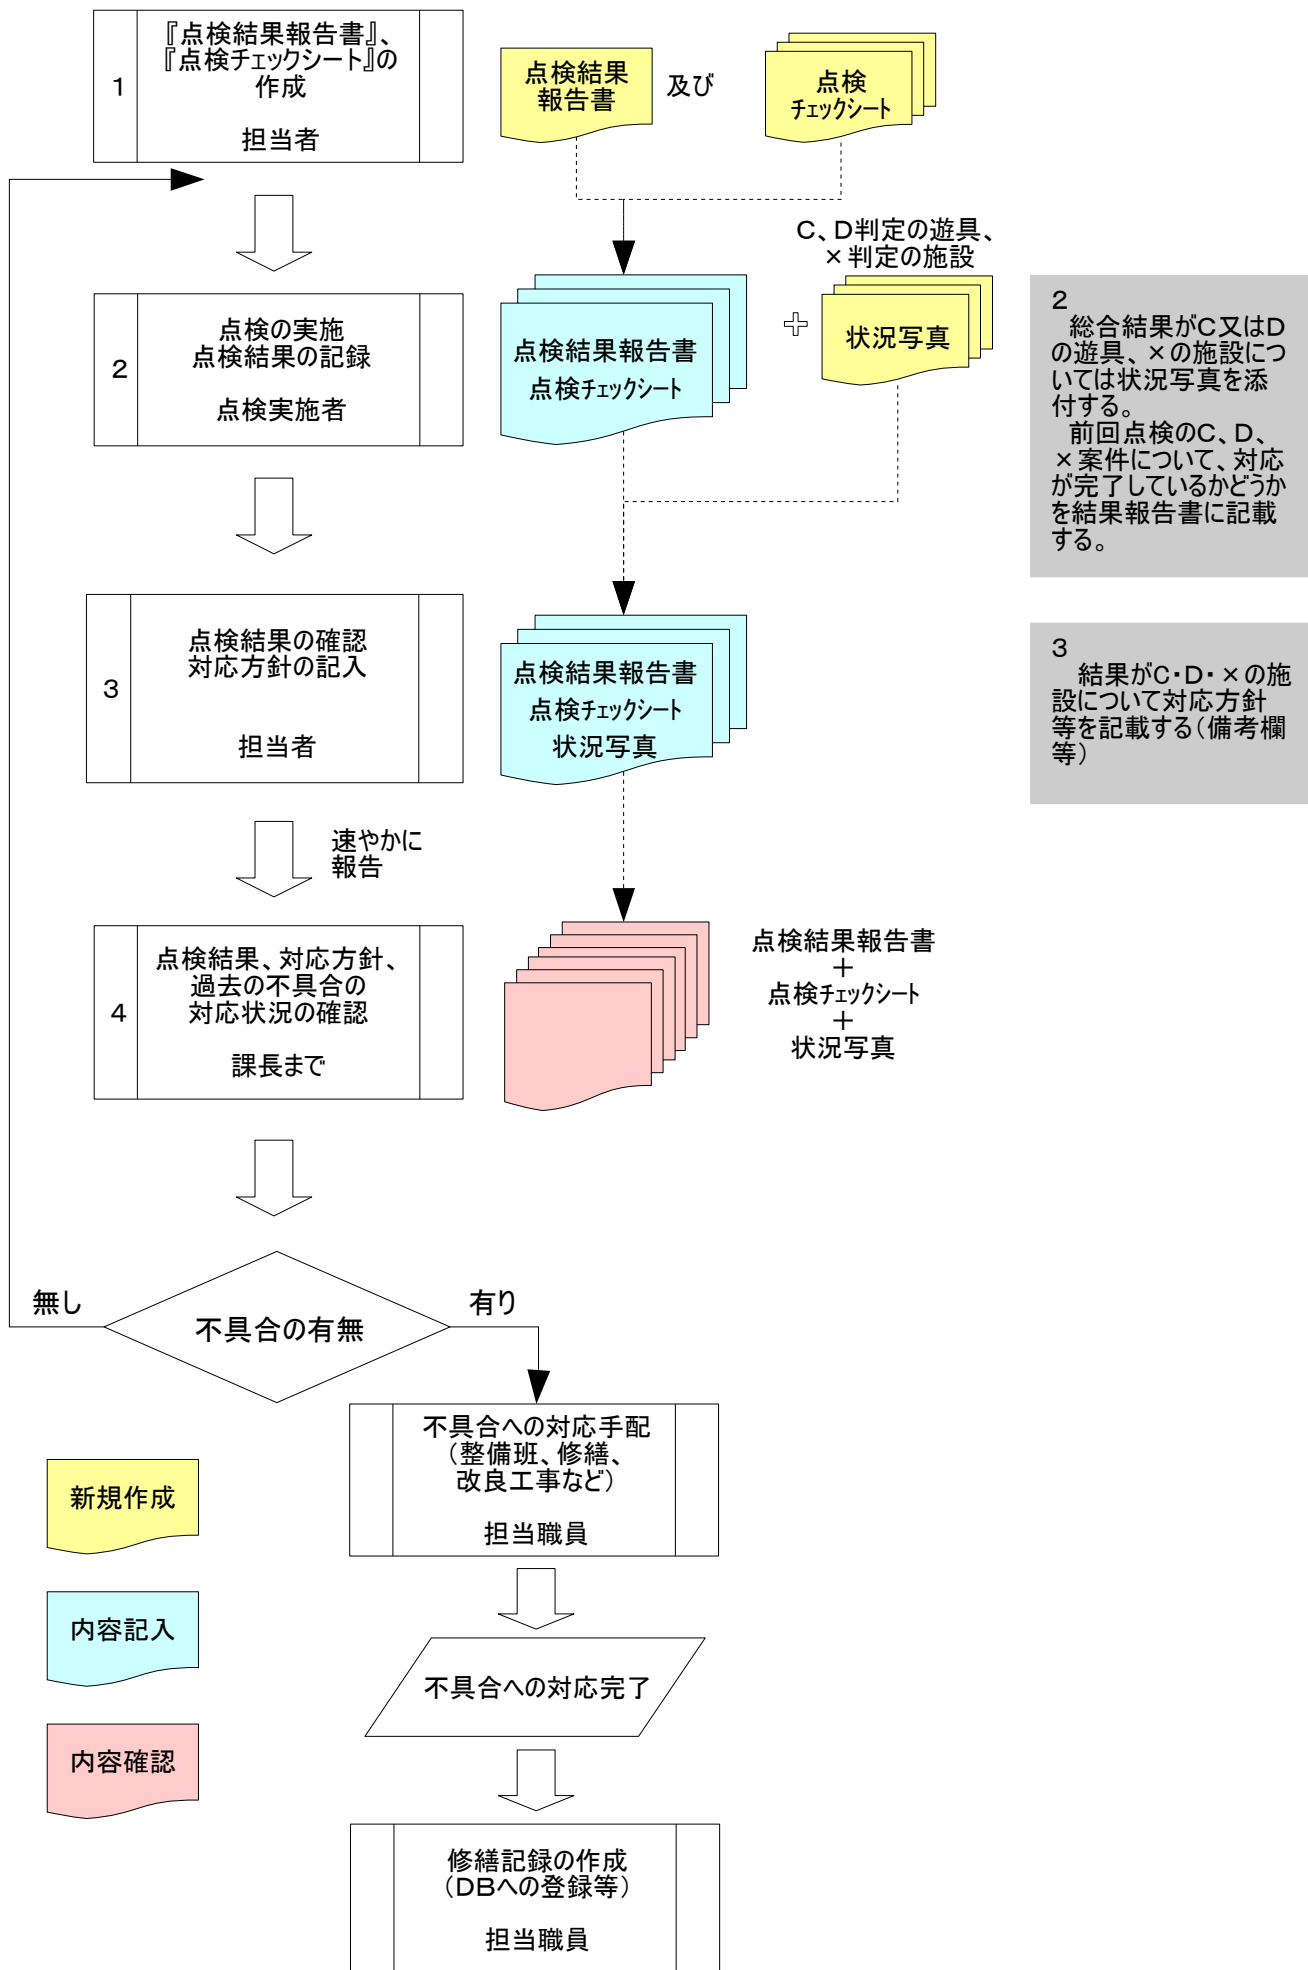 『点検結果報告書』、
『点検チェックシート』の
作成
1
担当者
点検結果
報告書
及び
点検
チェックシート
C、D判定の遊具、
×判定の施設
点検の実施
点検結果の記録
2
点検実施者
点検結果報告書
点検チェックシート
状況写真
2
総合結果がC又はD
の遊具、×の施設につ
いては状況写真を添
付する。
前回点検のC、D、
×案件について、対応
が完了しているかどうか
を結果報告書に記載
する。
点検結果の確認
対応方針の記入
3
担当者
点検結果報告書
点検チェックシート
状況写真
3
結果がC・D・×の施
設について対応方針
等を記載する(備考欄
等)
速やかに
報告
点検結果、対応方針、
過去の不具合の
対応状況の確認
4
課長まで
点検結果報告書
+
点検チェックシート
+
状況写真
無し
有り
不具合の有無
不具合への対応手配
(整備班、修繕、
改良工事など)
担当職員
新規作成
内容記入
不具合への対応完了
内容確認
修繕記録の作成
(DBへの登録等)
担当職員